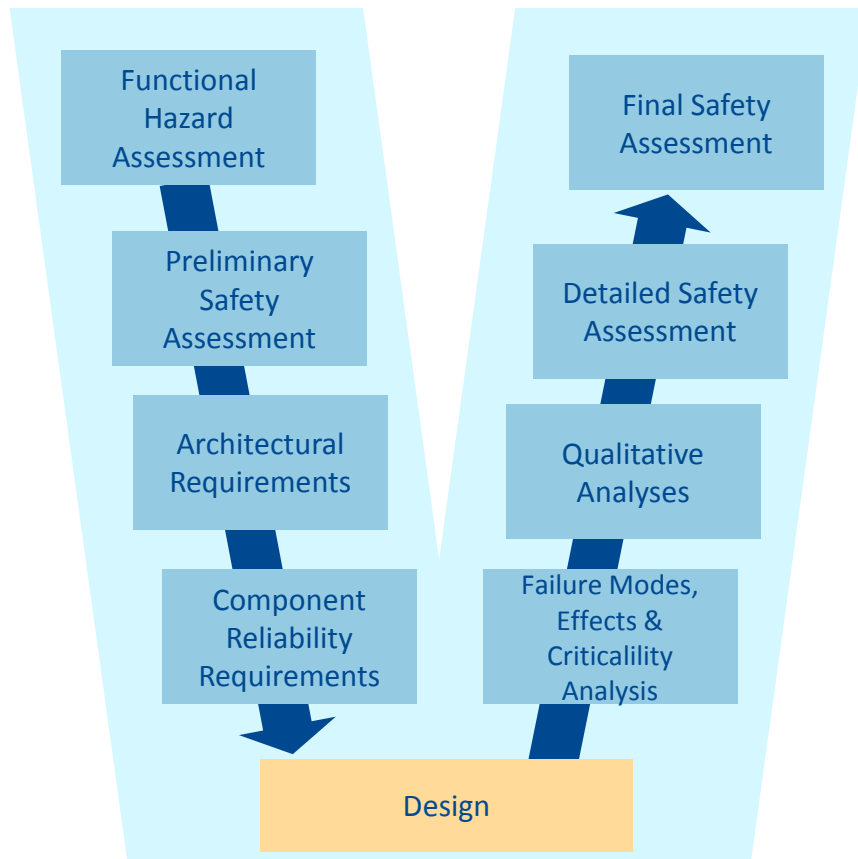 Functional
Hazard
Assessment
Preliminary
Safety
Assessment
Architectural
Requirements
Component
Reliability
Requirements
Design
Failure Modes,
Effects &
Criticalility
Analysis
Qualitative
Analyses
Detailed Safety
Assessment
Final Safety
Assessment